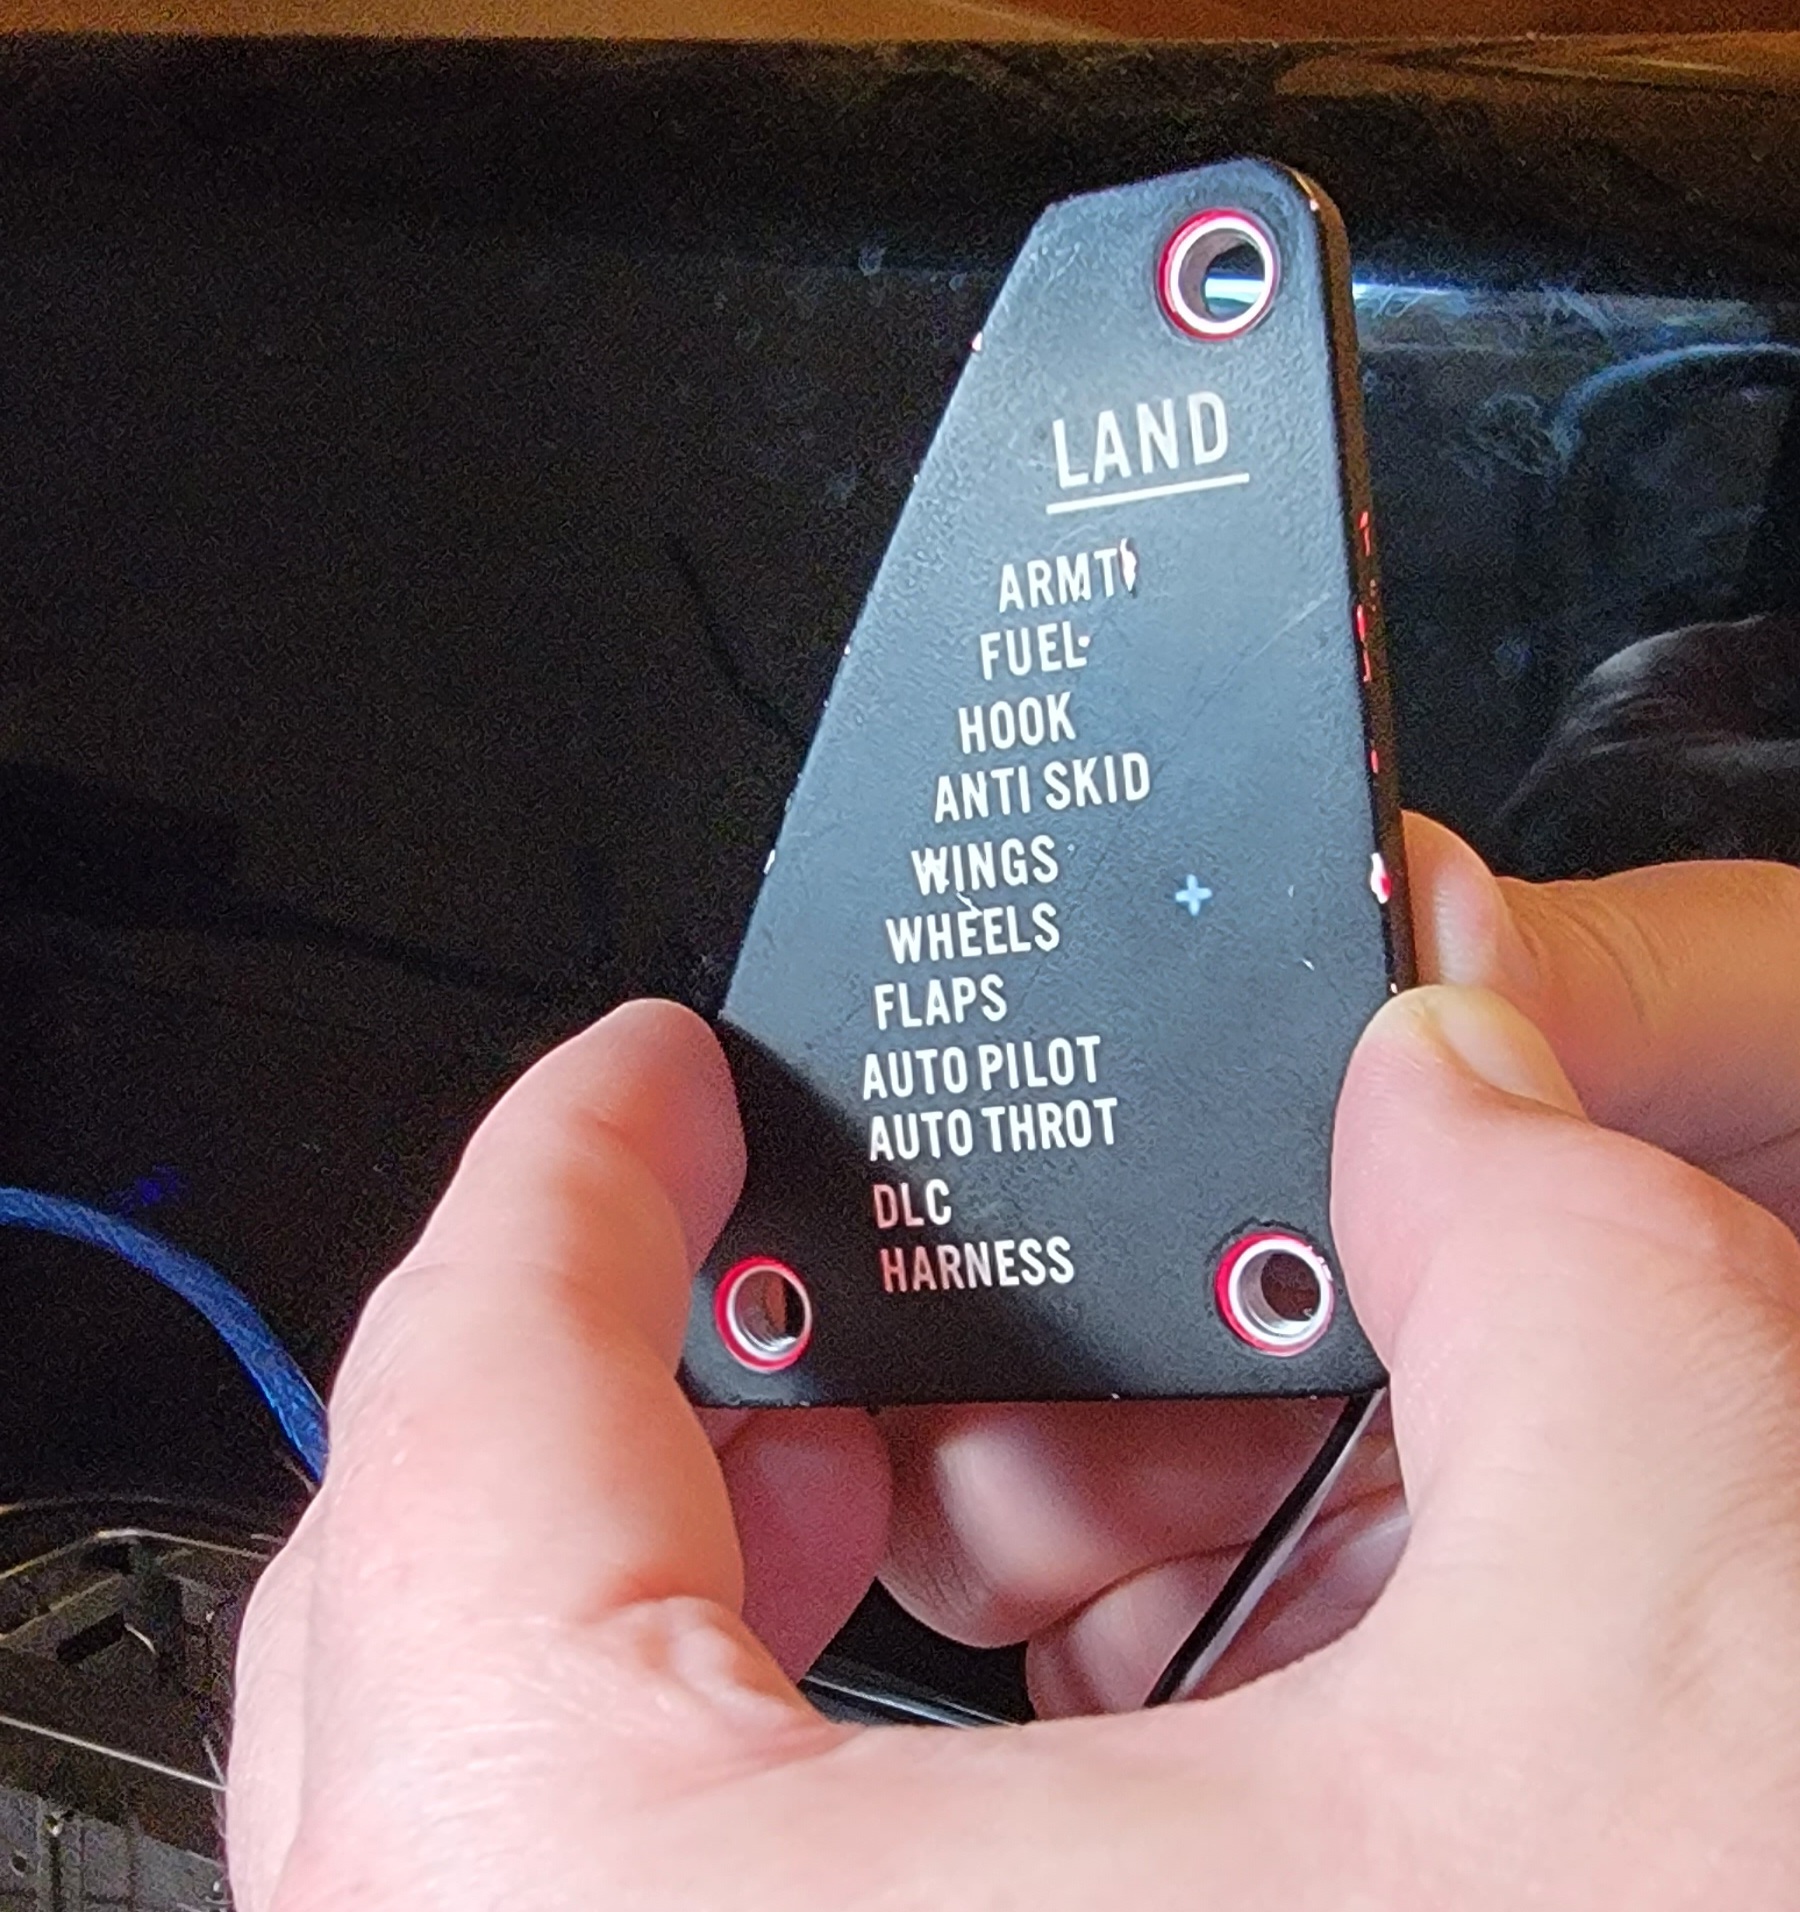 LAND
ARMT
FUEL
HOOK
ANTI SKID
WINGS
WHEELS
FLAPS
AUTO PILOT
AUTO THROT
DLC
HARNESS